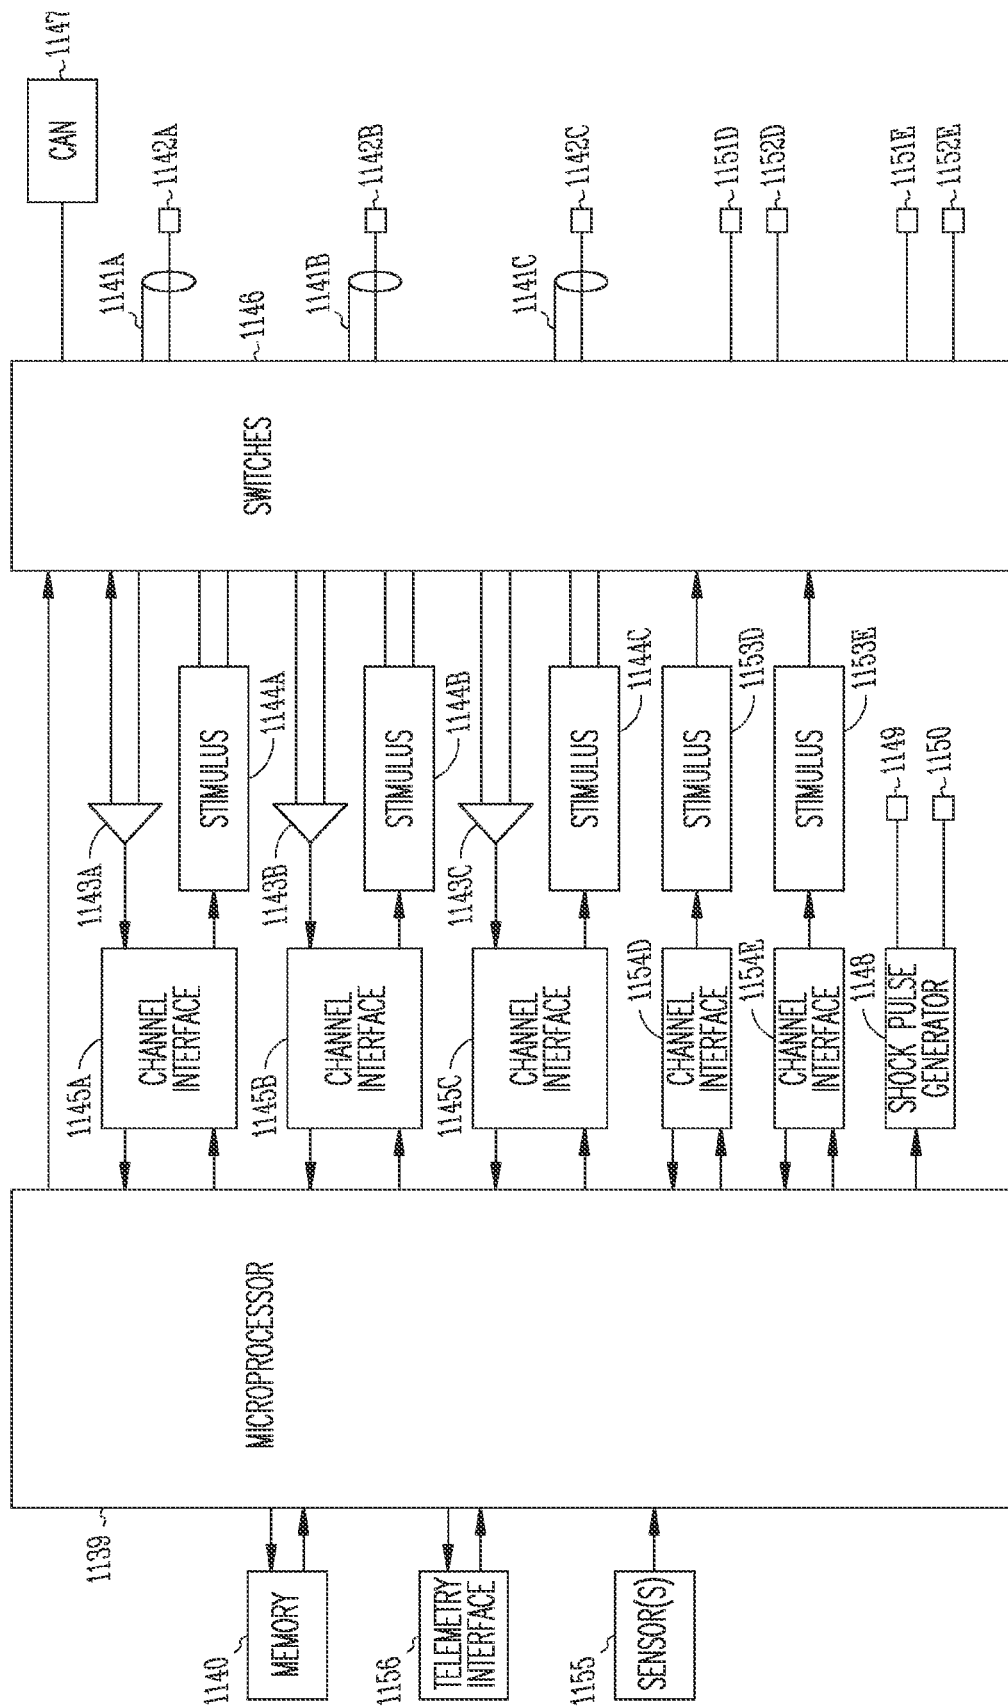 1139
MICROPROCESSOR
1140
MEMORY
1156
TELEMETRY
INTERFACE
1155
SENSOR(S)
1145A
CHANNEL
INTERFACE
1143A
STIMULUS
1144A
1145B
CHANNEL
INTERFACE
1143B
STIMULUS
1144B
1145C
CHANNEL
INTERFACE
1143C
STIMULUS
1144C
1154D
CHANNEL
INTERFACE
STIMULUS
1153D
1154E
CHANNEL
INTERFACE
STIMULUS
1153E
1148
SHOCK PULSE
GENERATOR
1149
1150
SWITCHES
1146
CAN
1147
1141A
1142A
1141B
1142B
1141C
1142C
1151D
1152D
1151E
1152E